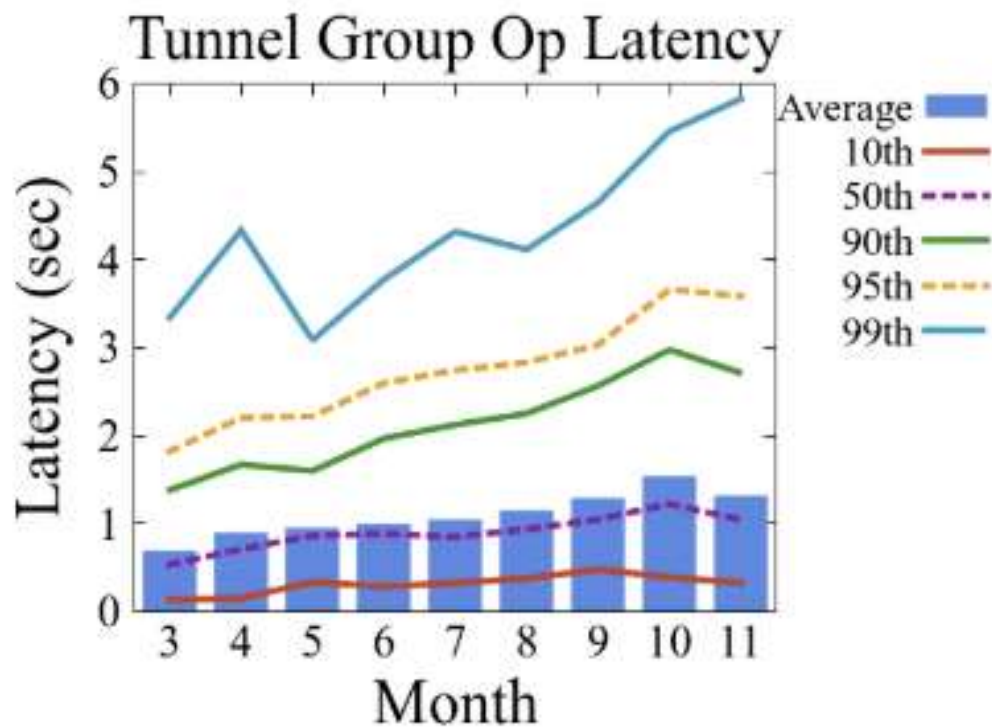 Tunnel Group Op Latency
Latency (sec)
6
5
4
3
2
1
0
3 4 5 6 7 8 9 10 11
Month
Average
10th
50th
90th
95th
99th